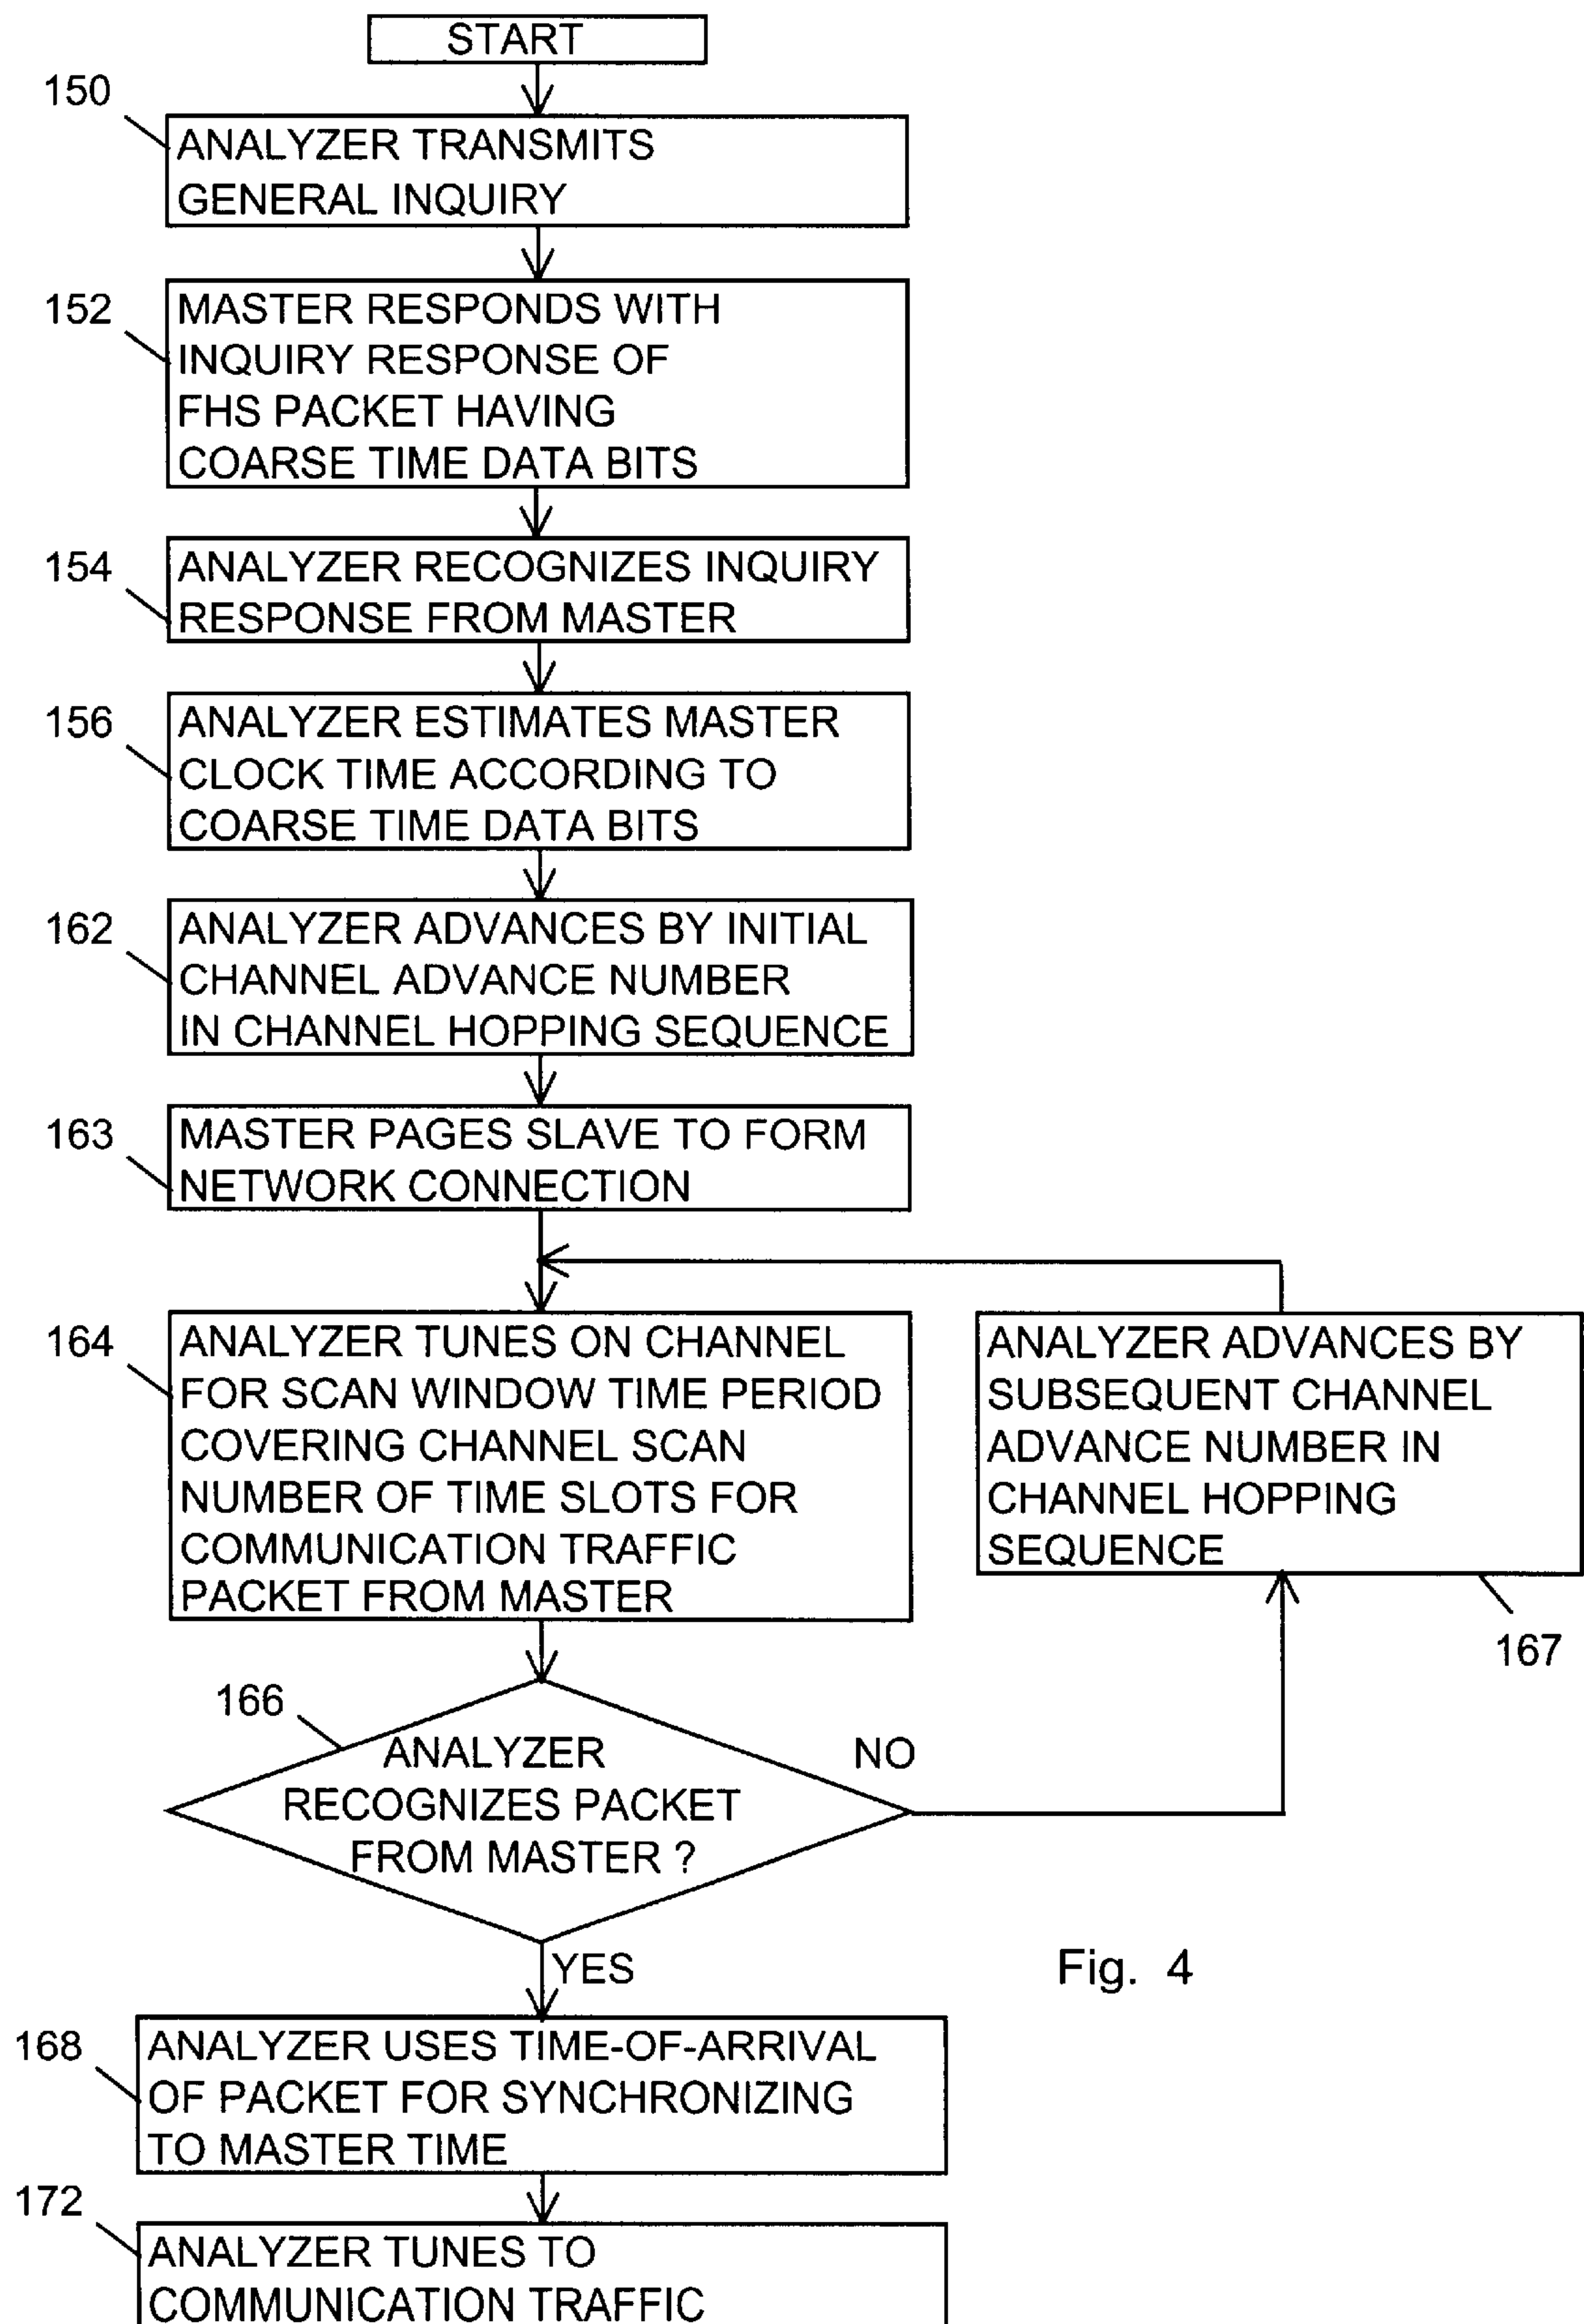 START
150
ANALYZER TRANSMITS
GENERAL INQUIRY
152
MASTER RESPONDS WITH
INQUIRY RESPONSE OF
FHS PACKET HAVING
COARSE TIME DATA BITS
154
ANALYZER RECOGNIZES INQUIRY
RESPONSE FROM MASTER
156
ANALYZER ESTIMATES MASTER
CLOCK TIME ACCORDING TO
COARSE TIME DATA BITS
162
ANALYZER ADVANCES BY INITIAL
CHANNEL ADVANCE NUMBER
IN CHANNEL HOPPING SEQUENCE
163
MASTER PAGES SLAVE TO FORM
NETWORK CONNECTION
164
ANALYZER TUNES ON CHANNEL
FOR SCAN WINDOW TIME PERIOD
COVERING CHANNEL SCAN
NUMBER OF TIME SLOTS FOR
COMMUNICATION TRAFFIC
PACKET FROM MASTER
ANALYZER ADVANCES BY
SUBSEQUENT CHANNEL
ADVANCE NUMBER IN
CHANNEL HOPPING
SEQUENCE
167
166
ANALYZER
RECOGNIZES PACKET
FROM MASTER ?
NO
YES
Fig. 4
168
ANALYZER USES TIME-OF-ARRIVAL
OF PACKET FOR SYNCHRONIZING
TO MASTER TIME
172
ANALYZER TUNES TO
COMMUNICATION TRAFFIC